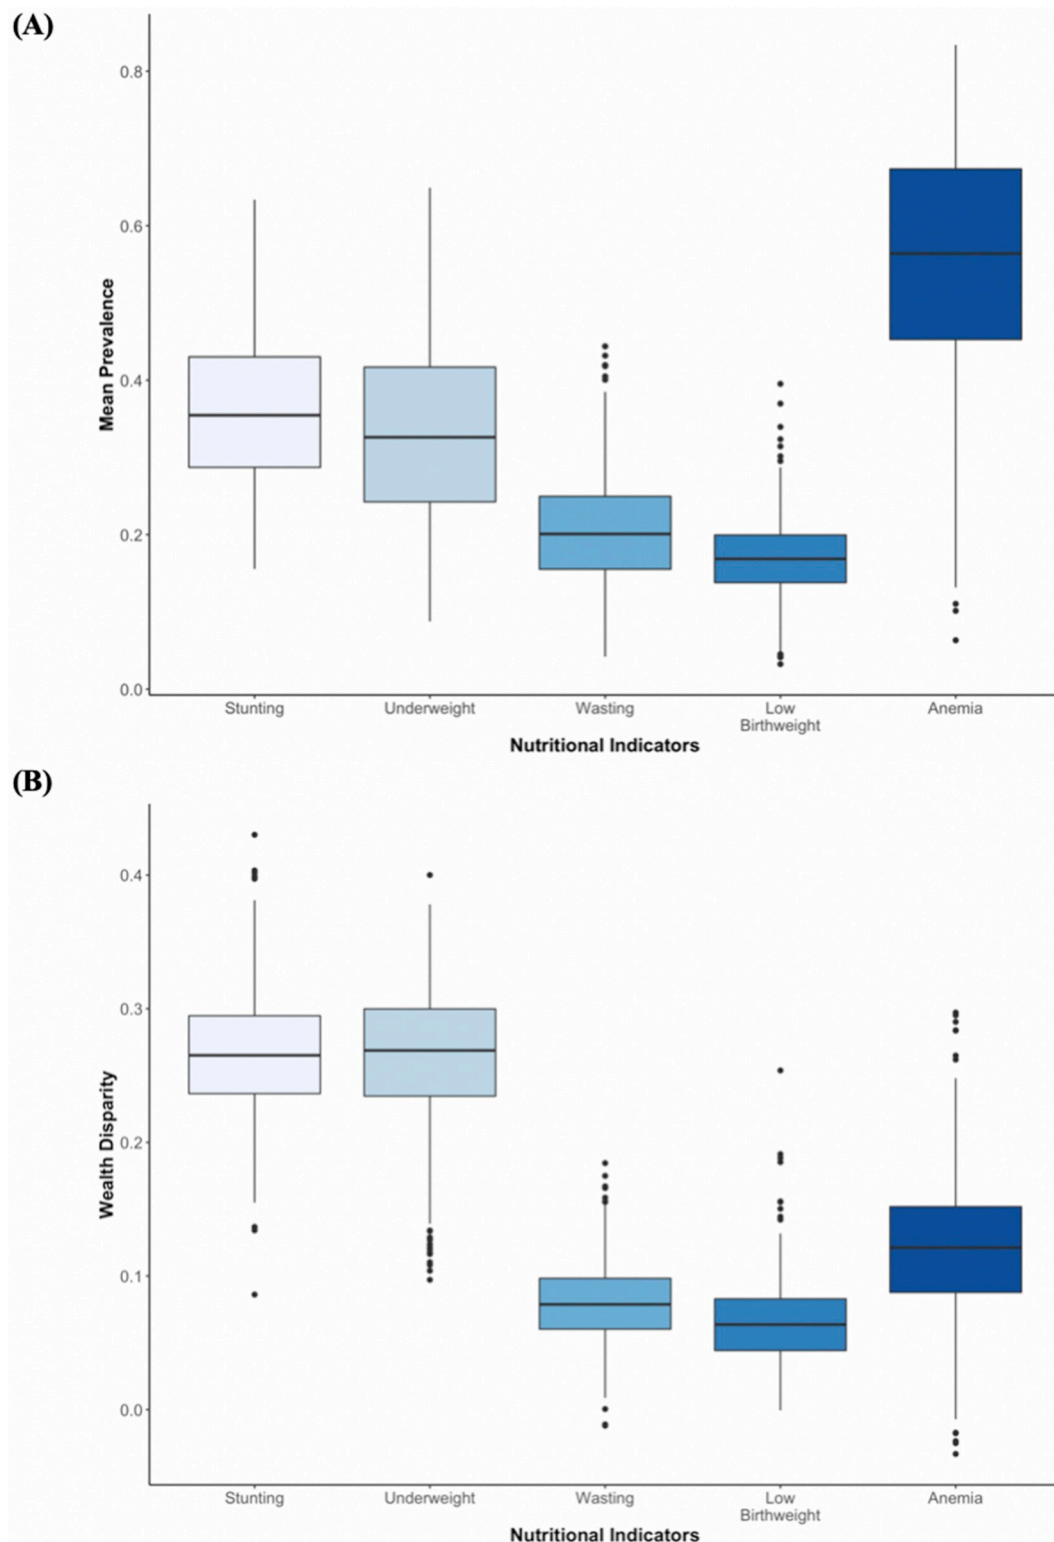 (A)
0.8
0.6
0.4
0.2
0.0
Mean Prevalence
Stunting
Underweight
Wasting
Low
Birthweight
Anemia
Nutritional Indicators
(B)
0.4
0.3
0.2
0.1
0.0
Wealth Disparity
Stunting
Underweight
Wasting
Low
Birthweight
Anemia
Nutritional Indicators